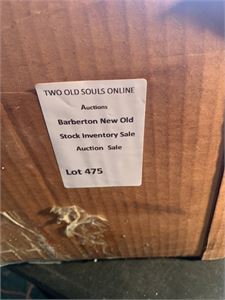 TWO OLD SOULS ONLINE
Auctions
Barberton New Old
Stock Inventory Sale
Auction Sale
Lot 475